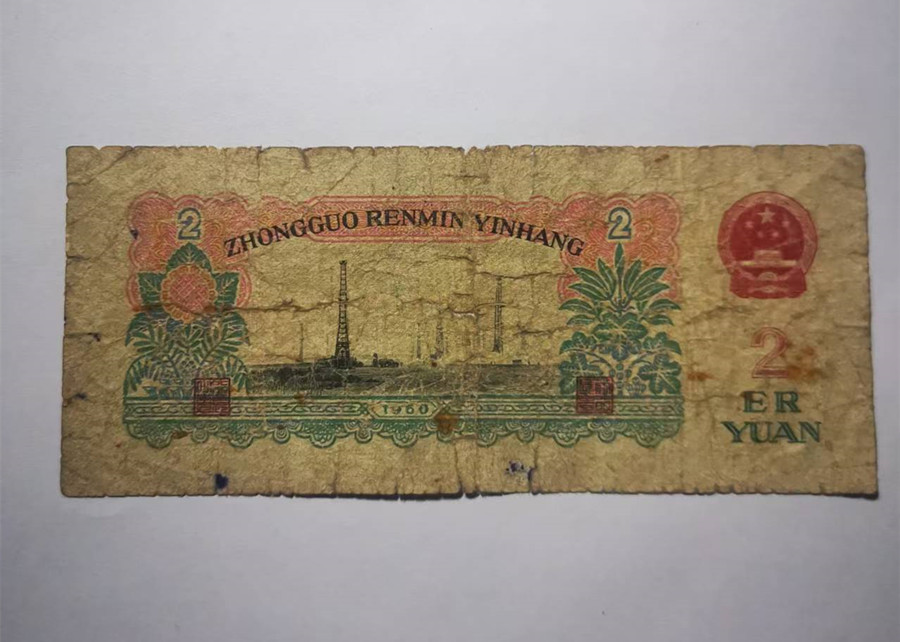 2
2
ZHONGGUO RENMIN YINHANG
2
ER
YUAN
1960